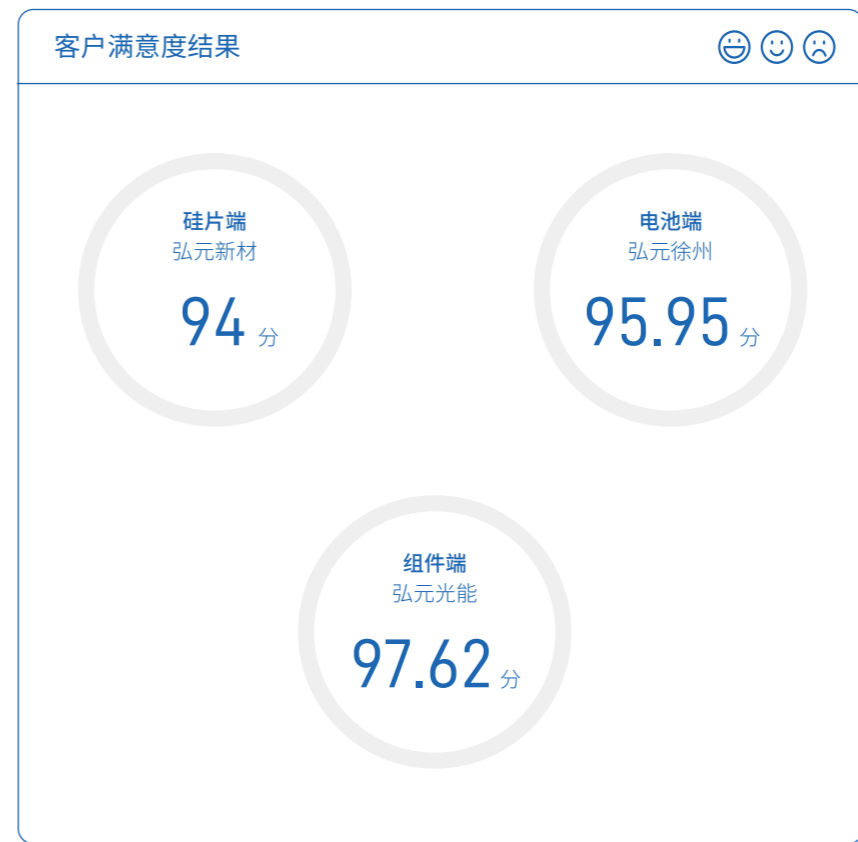 客户满意度结果
硅片端
弘元新材
94 分
电池端
弘元徐州
95.95 分
组件端
弘元光能
97.62 分